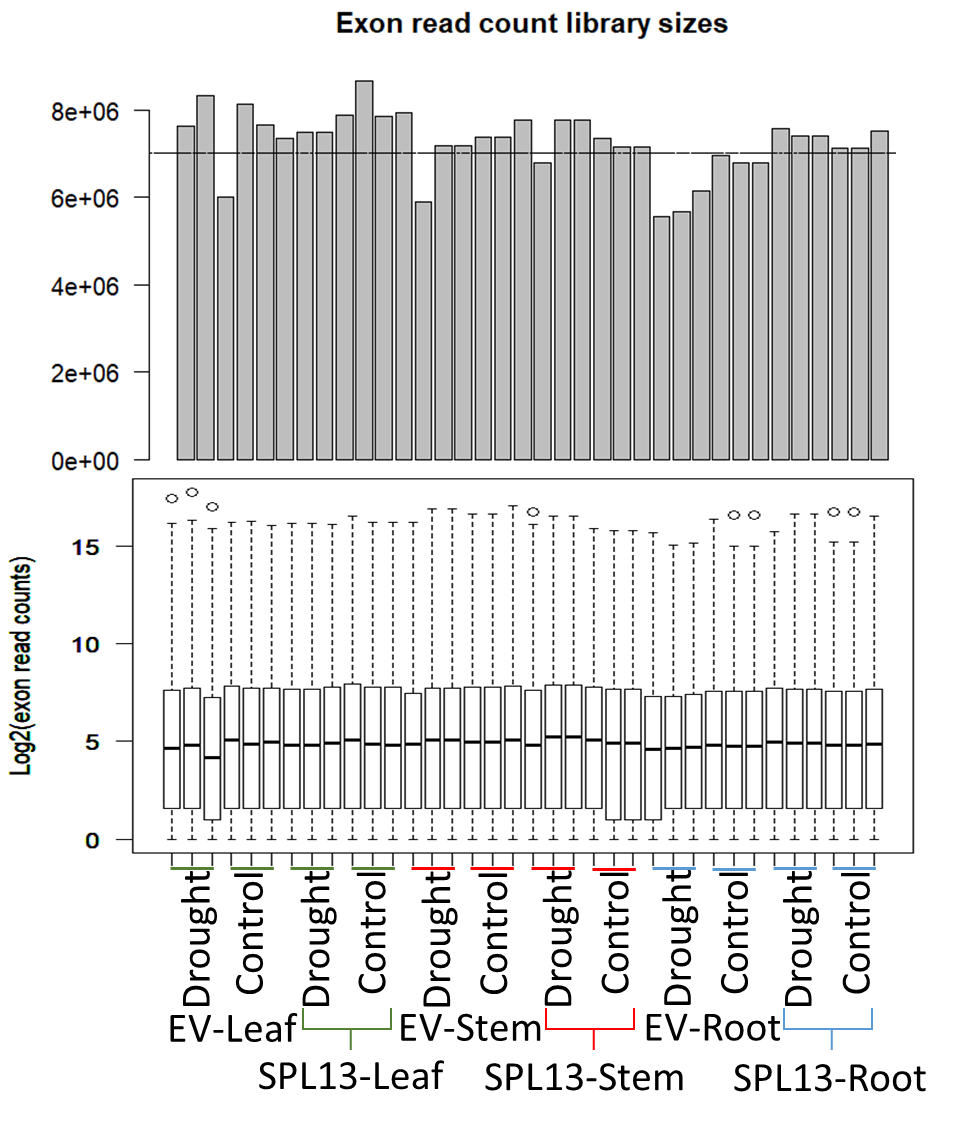 Exon read count library sizes
8e+06
6e+06
4e+06
2e+06
0e+00
Log2(exon read counts)
15
10
5
0
Drought Control Drought Control Drought Control Drought Control Drought Control Drought Control
EV-Leaf EV-Stem EV-Root
SPL13-Leaf SPL13-Stem SPL13-Root